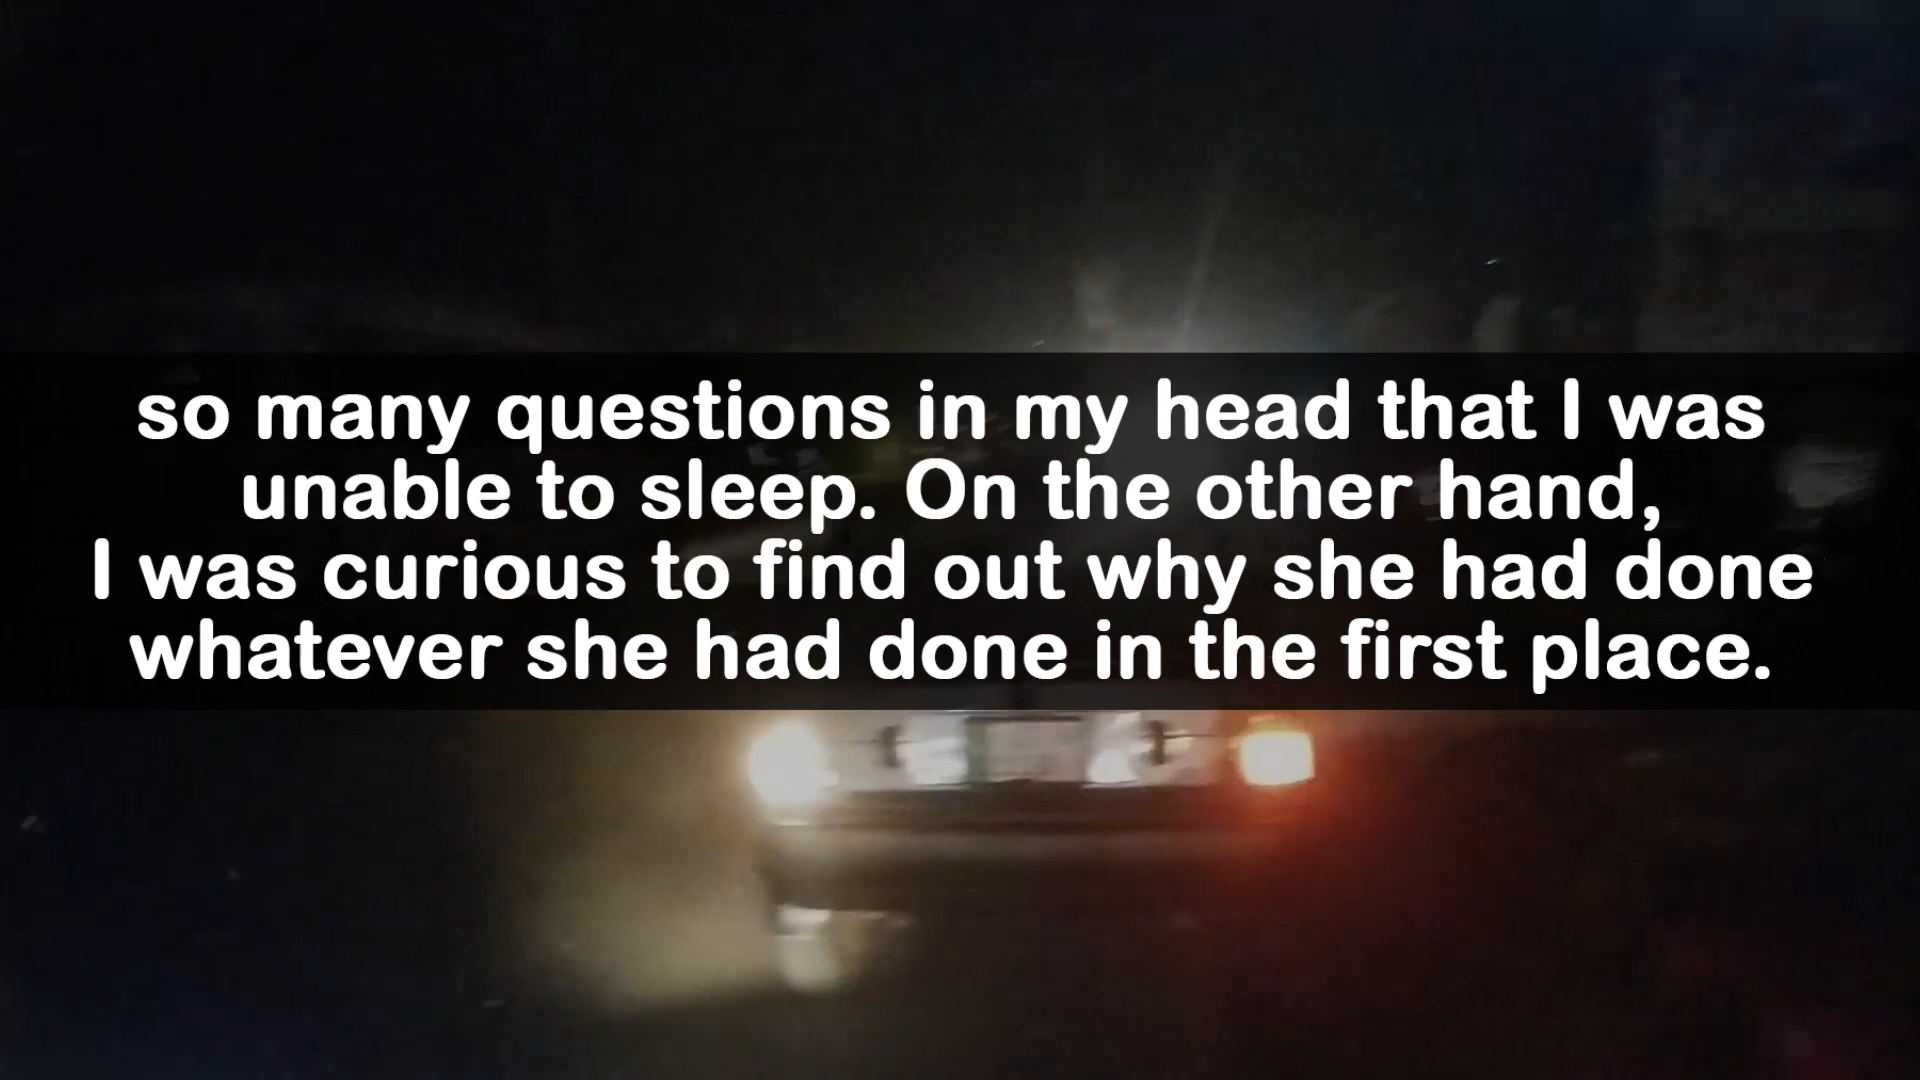 so many questions in my head that I was
unable to sleep. On the other hand,
I was curious to find out why she had done
whatever she had done in the first place.